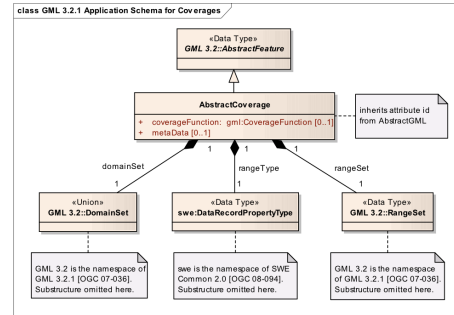 class GML 3.2.1 Application Schema for Coverages
«Data Type»
GML 3.2::AbstractFeature
AbstractCoverage
+ coverageFunction: gml:CoverageFunction [0..1]
+ metaData [0..1]
inherits attribute id
from AbstractGML
1 1 1
domainSet
rangeType
rangeSet
1 1 1
«Union»
GML 3.2::DomainSet
«Data Type»
swe:DataRecordPropertyType
«Data Type»
GML 3.2::RangeSet
GML 3.2 is the namespace of
GML 3.2.1 [OGC 07-036].
Substructure omitted here.
swe is the namespace of SWE
Common 2.0 [OGC 08-094].
Substructure omitted here.
GML 3.2 is the namespace
of GML 3.2.1 [OGC 07-036].
Substructure omitted here.